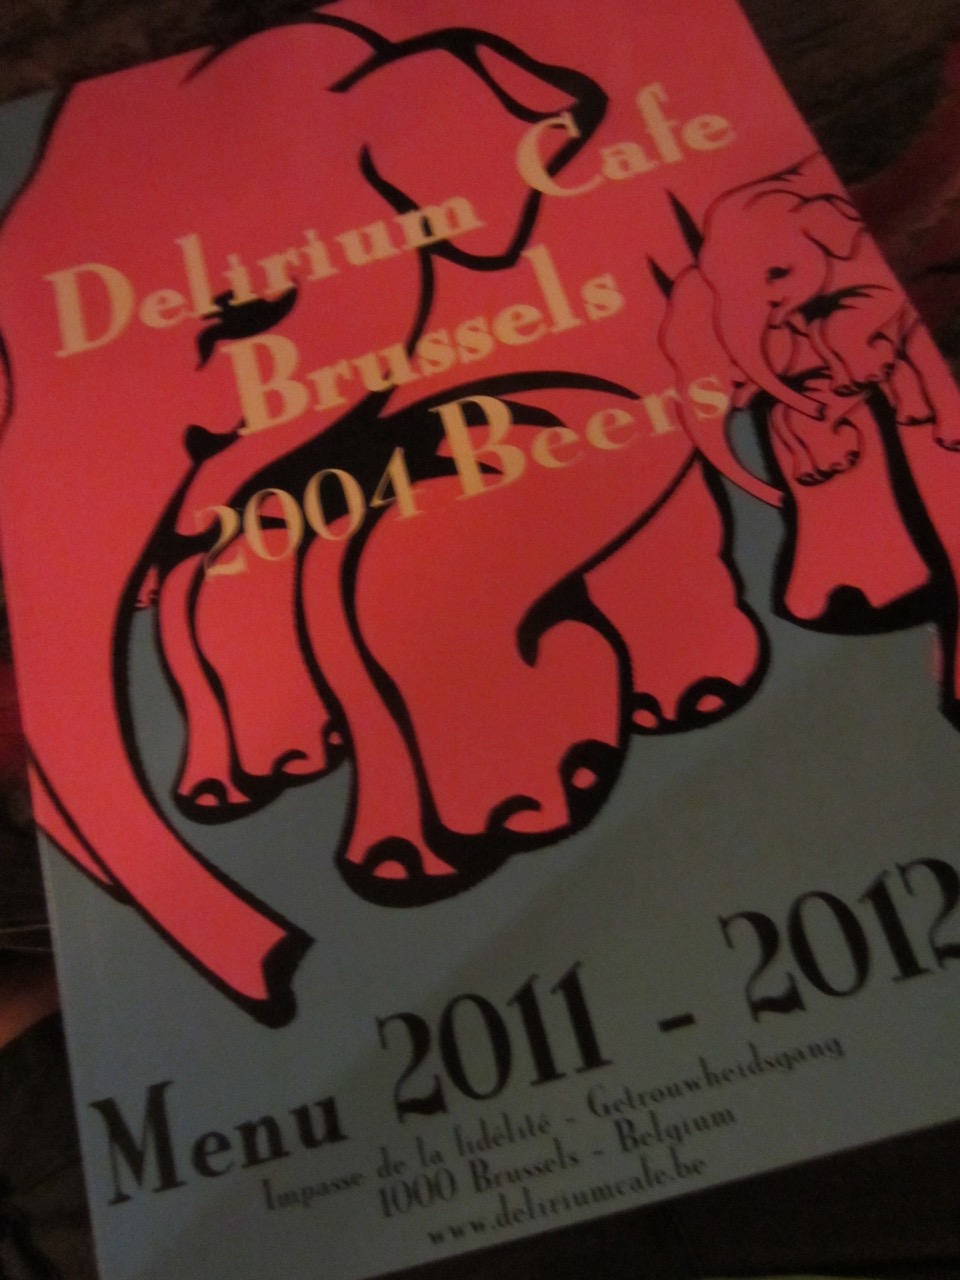 Delirium Cafe
Brussels
2004 Beers
Menu 2011 - 2012
Impasse de la fidélité - Getrouwheidsgang
1000 Brussels - Belgium
www.deliriumcafe.be